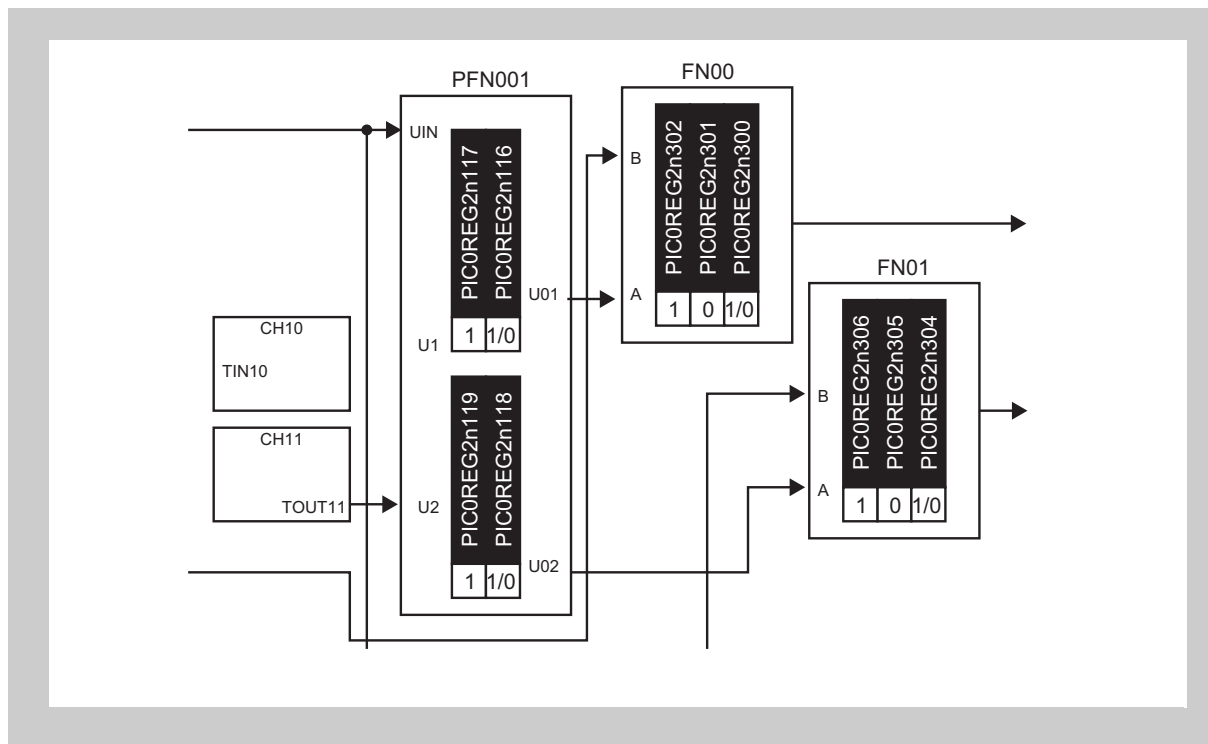 PFN001
UIN
PIC0REG2n117
PIC0REG2n116
1
1/0
U01
U1
PIC0REG2n119
PIC0REG2n118
1
1/0
U2
U02
CH10
TIN10
CH11
TOUT11
FN00
B
A
PIC0REG2n302
PIC0REG2n301
PIC0REG2n300
1
0
1/0
FN01
B
A
PIC0REG2n306
PIC0REG2n305
PIC0REG2n304
1
0
1/0